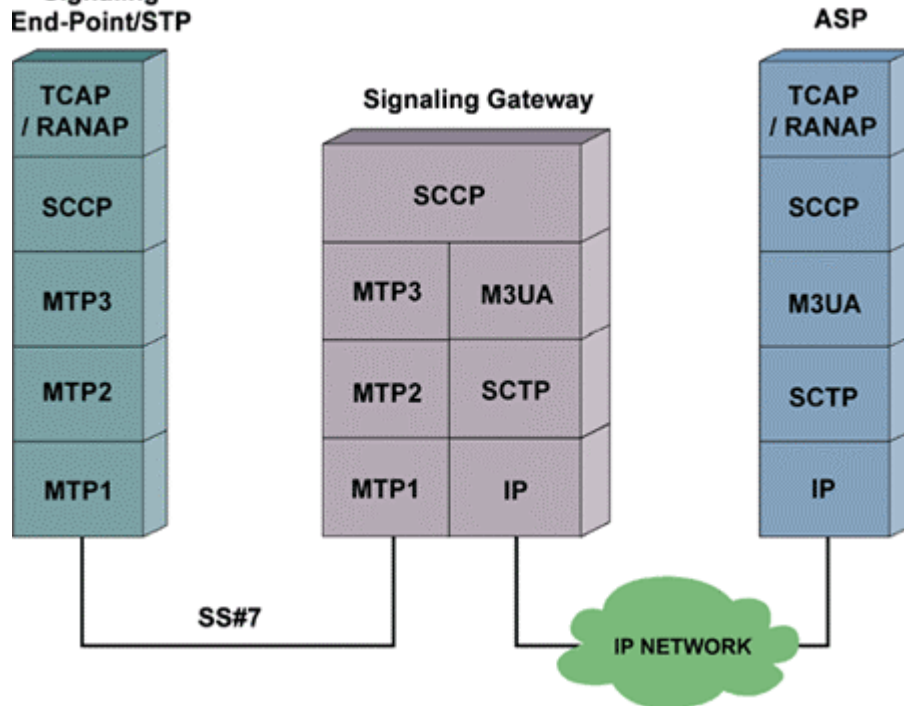 Signaling
End-Point/STP
TCAP
/ RANAP
SCCP
MTP3
MTP2
MTP1
Signaling Gateway
SCCP
MTP3
M3UA
MTP2
SCTP
MTP1
IP
ASP
TCAP
/ RANAP
SCCP
M3UA
SCTP
IP
SS#7
IP NETWORK